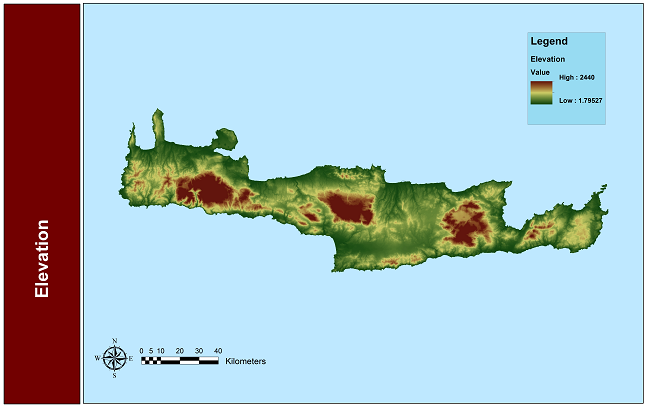 Elevation
Legend
Elevation
Value
High : 2440
Low : 1.79527
N
W E
S
0 5 10 20 30 40
Kilometers